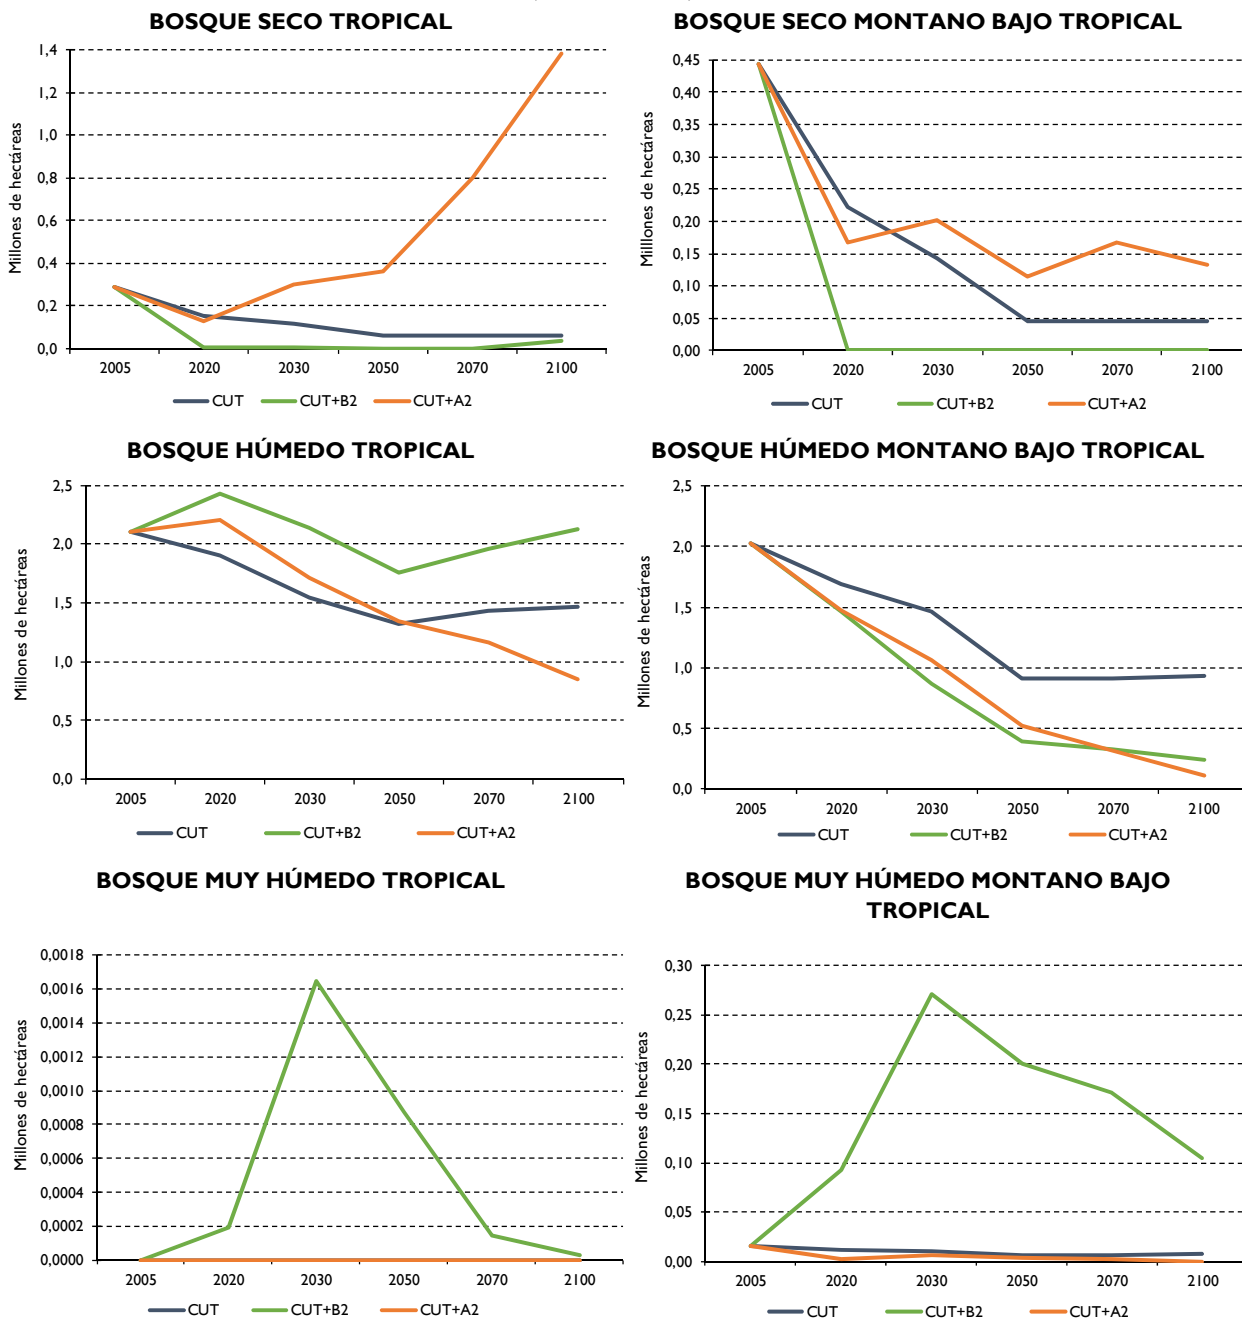 BOSQUE SECO TROPICAL
Millones de hectáreas
1,4
1,2
1,0
0,8
0,6
0,4
0,2
0,0
2005 2020 2030 2050 2070 2100
CUT CUT+B2 CUT+A2
BOSQUE SECO MONTANO BAJO TROPICAL
Milllones de hectáreas
0,45
0,40
0,35
0,30
0,25
0,20
0,15
0,10
0,05
0,00
2005 2020 2030 2050 2070 2100
CUT CUT+B2 CUT+A2
BOSQUE HÚMEDO TROPICAL
Millones de hectáreas
2,5
2,0
1,5
1,0
0,5
0,0
2005 2020 2030 2050 2070 2100
CUT CUT+B2 CUT+A2
BOSQUE HÚMEDO MONTANO BAJO TROPICAL
Millones de hectáreas
2,5
2,0
1,5
1,0
0,5
0,0
2005 2020 2030 2050 2070 2100
CUT CUT+B2 CUT+A2
BOSQUE MUY HÚMEDO TROPICAL
Millones de hectáreas
0,0018
0,0016
0,0014
0,0012
0,0010
0,0008
0,0006
0,0004
0,0002
0,0000
2005 2020 2030 2050 2070 2100
CUT CUT+B2 CUT+A2
BOSQUE MUY HÚMEDO MONTANO BAJO
TROPICAL
Millones de hectáreas
0,30
0,25
0,20
0,15
0,10
0,05
0,00
2005 2020 2030 2050 2070 2100
CUT CUT+B2 CUT+A2